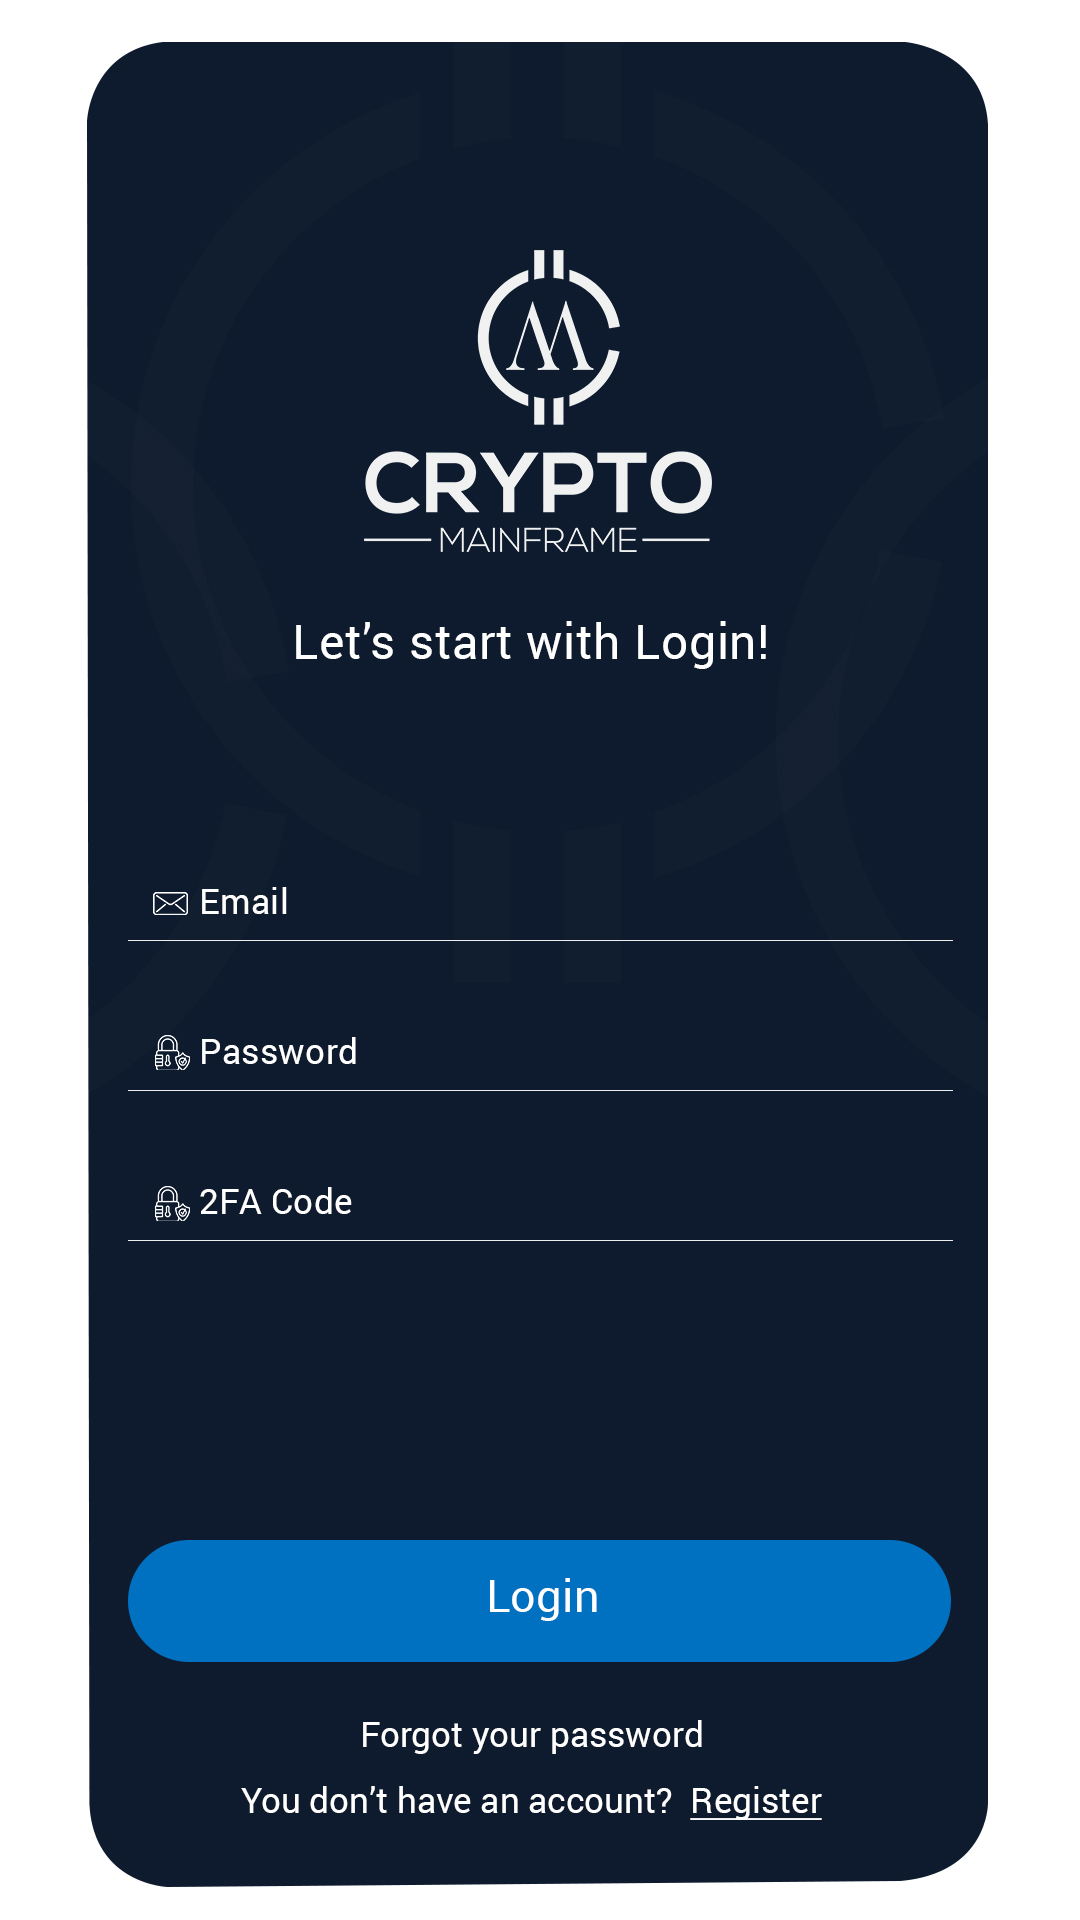 M
CRYPTO
MAINFRAME
Let’s start with Login!
Email
Password
2FA Code
Login
Forgot your password
You don’t have an account? Register